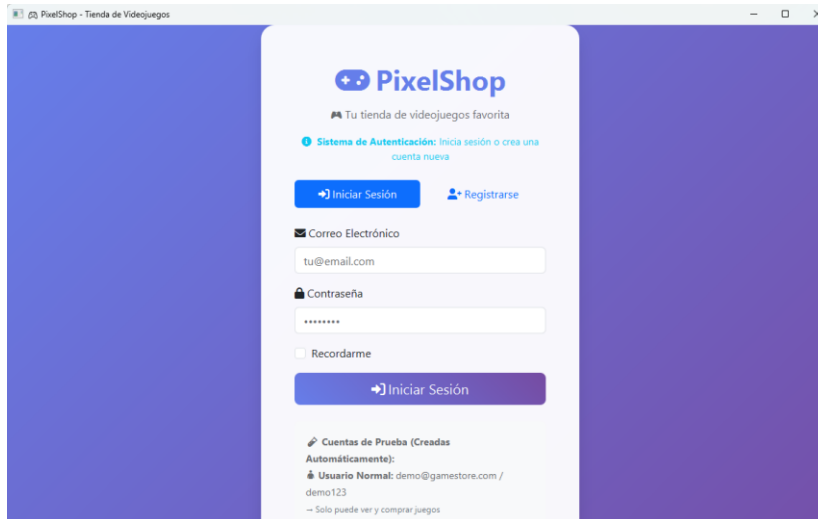 PixelShop - Tienda de Videojuegos
PixelShop
Tu tienda de videojuegos favorita
Sistema de Autenticación: Inicia sesión o crea una
cuenta nueva
Iniciar Sesión
Registrarse
Correo Electrónico
tu@email.com
Contraseña
••••••••
Recordarme
Iniciar Sesión
Cuentas de Prueba (Creadas
Automáticamente):
Usuario Normal: demo@gamestore.com /
demo123
→ Solo puede ver y comprar juegos